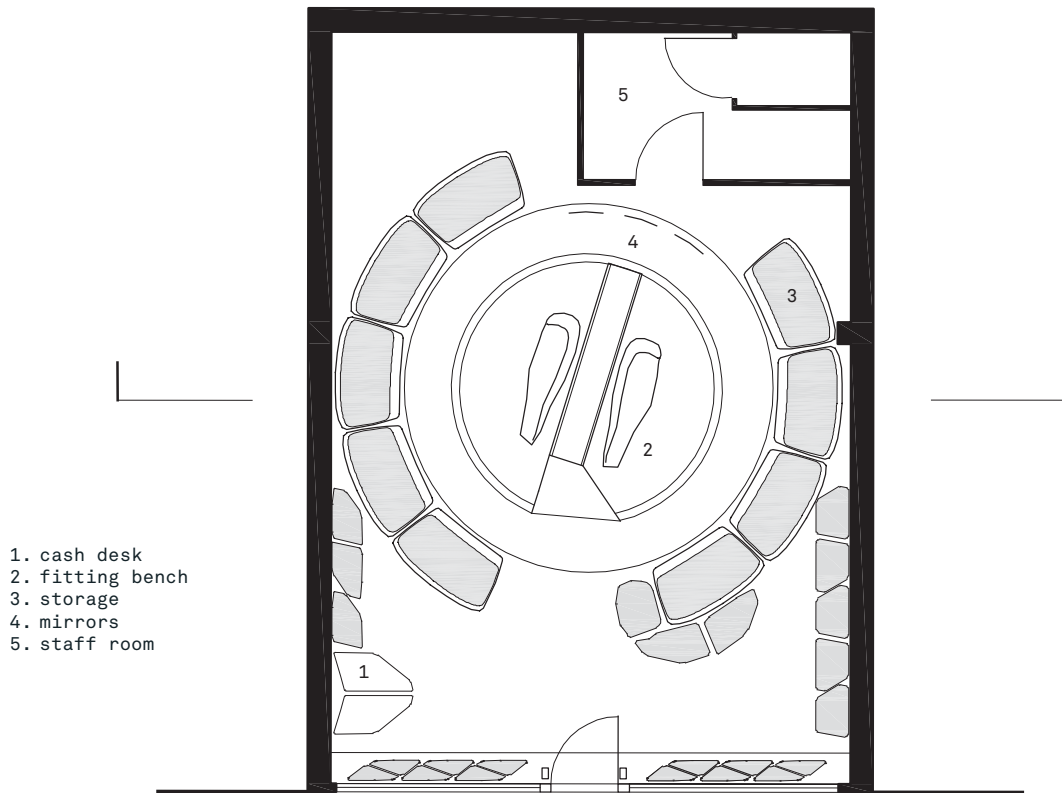 5
4
3
2
1
1. cash desk
2. fitting bench
3. storage
4. mirrors
5. staff room